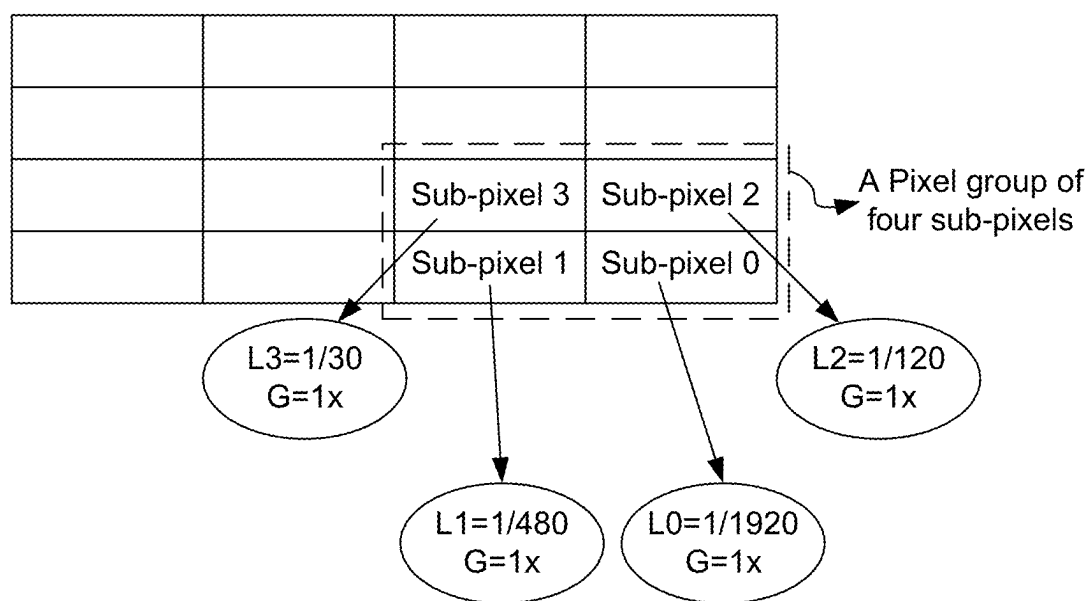 Sub-pixel 3
Sub-pixel 2
A Pixel group of
four sub-pixels
Sub-pixel 1
Sub-pixel 0
L3=1/30
G=1x
L2=1/120
G=1x
L1=1/480
G=1x
L0=1/1920
G=1x